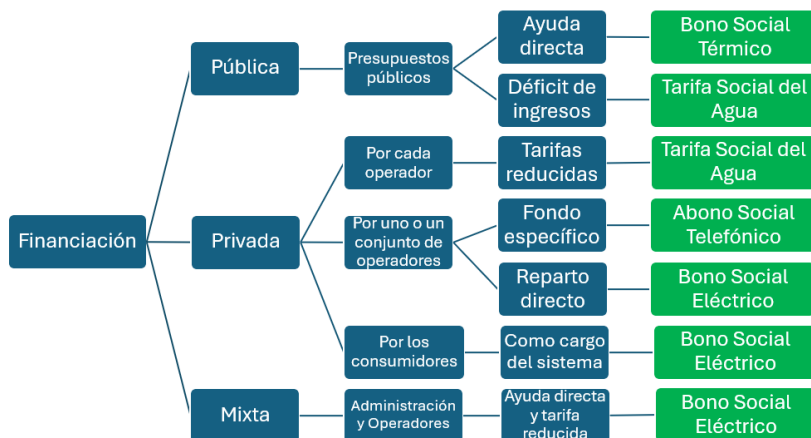 Financiación
Pública
Presupuestos
públicos
Ayuda
directa
Bono Social
Térmico
Déficit de
ingresos
Tarifa Social del
Agua
Privada
Por cada
operador
Tarifas
reducidas
Tarifa Social del
Agua
Por uno o un
conjunto de
operadores
Fondo
específico
Abono Social
Telefónico
Reparto
directo
Bono Social
Eléctrico
Por los
consumidores
Como cargo
del sistema
Bono Social
Eléctrico
Mixta
Administración
y Operadores
Ayuda directa
y tarifa
reducida
Bono Social
Eléctrico